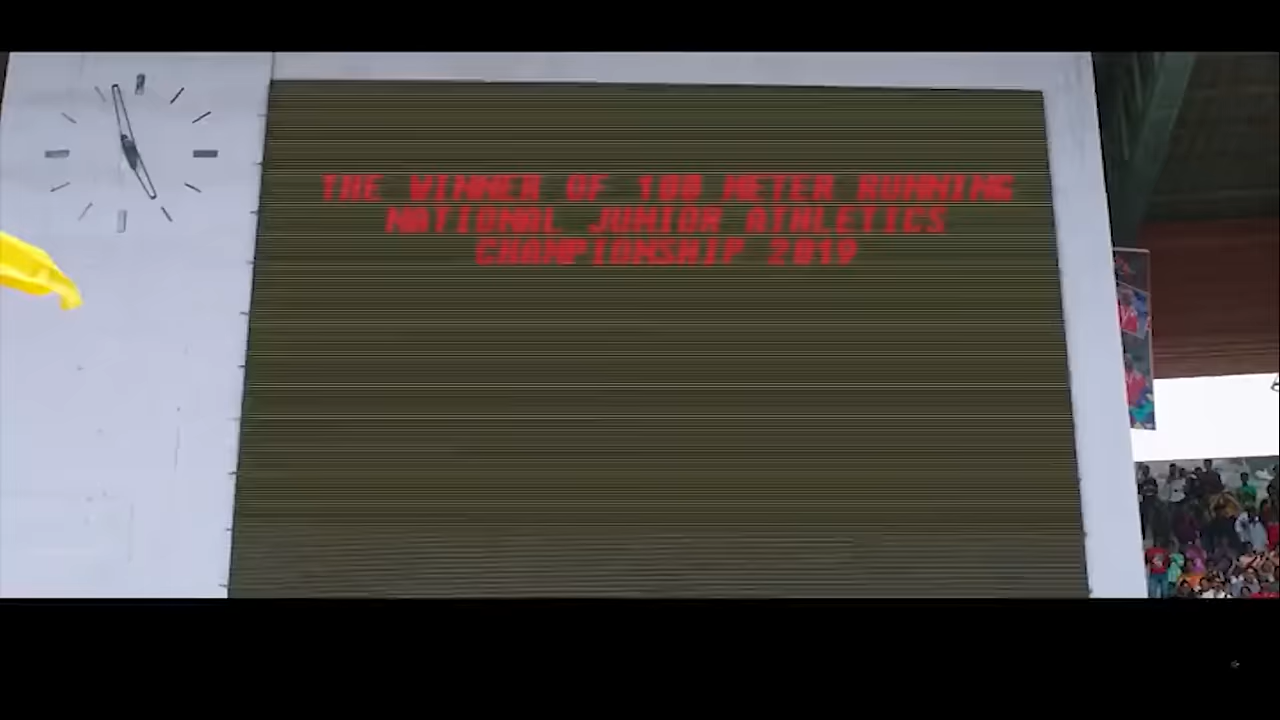 THE WINNER OF 100 METER RUNNING
NATIONAL JUNIOR ATHLETICS
CHAMPIONSHIP 2019